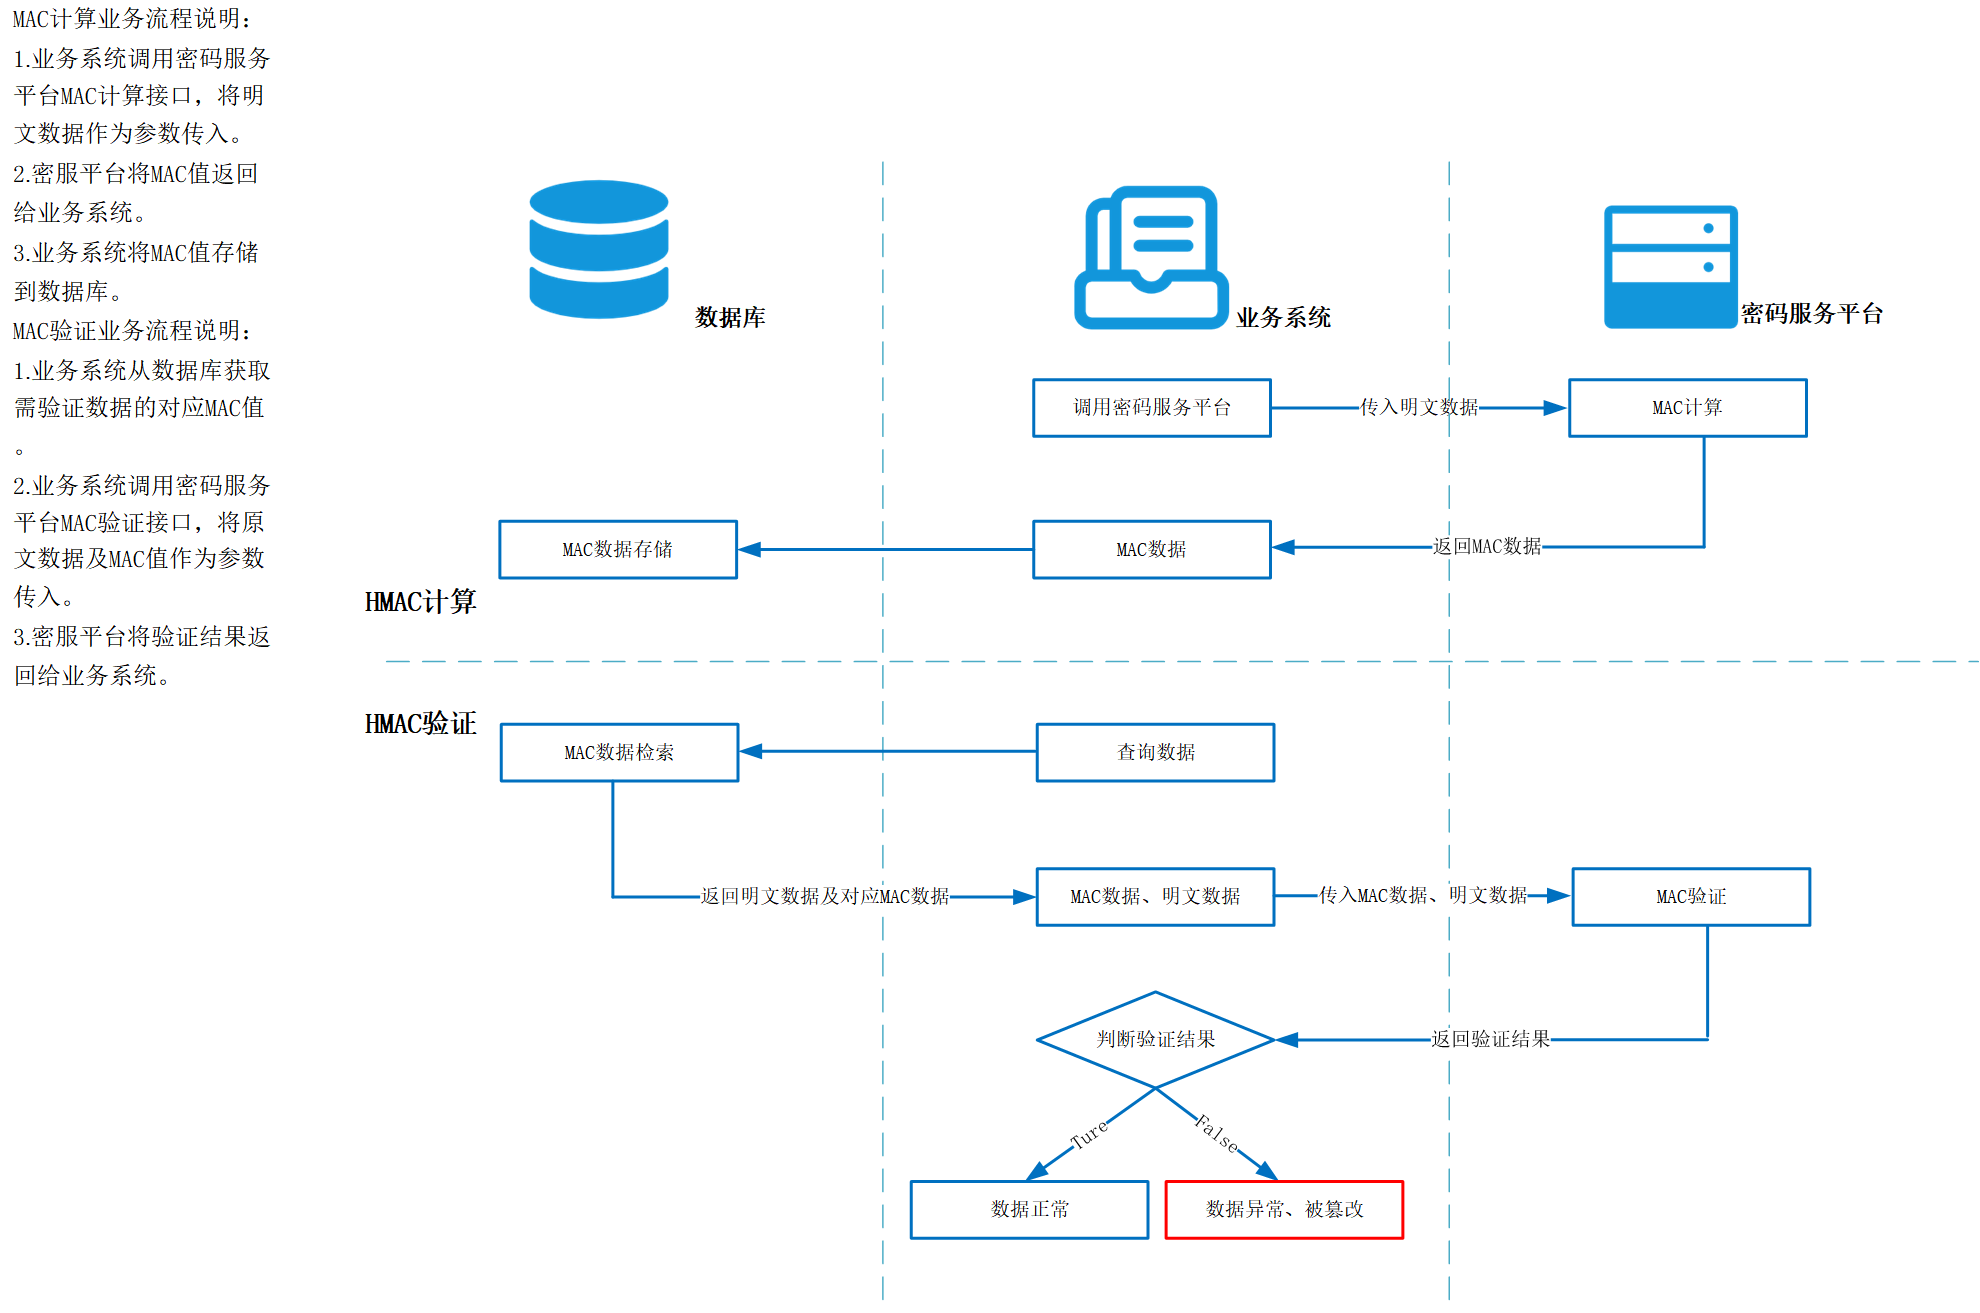 MAC计算业务流程说明：
1.业务系统调用密码服务
平台MAC计算接口，将明
文数据作为参数传入。
2.密服平台将MAC值返回
给业务系统。
3.业务系统将MAC值存储
到数据库。
MAC验证业务流程说明：
1.业务系统从数据库获取
需验证数据的对应MAC值
。
2.业务系统调用密码服务
平台MAC验证接口，将原
文数据及MAC值作为参数
传入。
3.密服平台将验证结果返
回给业务系统。
数据库
业务系统
密码服务平台
调用密码服务平台
传入明文数据
MAC计算
MAC数据存储
MAC数据
返回MAC数据
HMAC计算
HMAC验证
MAC数据检索
查询数据
返回明文数据及对应MAC数据
MAC数据、明文数据
传入MAC数据、明文数据
MAC验证
判断验证结果
返回验证结果
Ture
False
数据正常
数据异常、被篡改